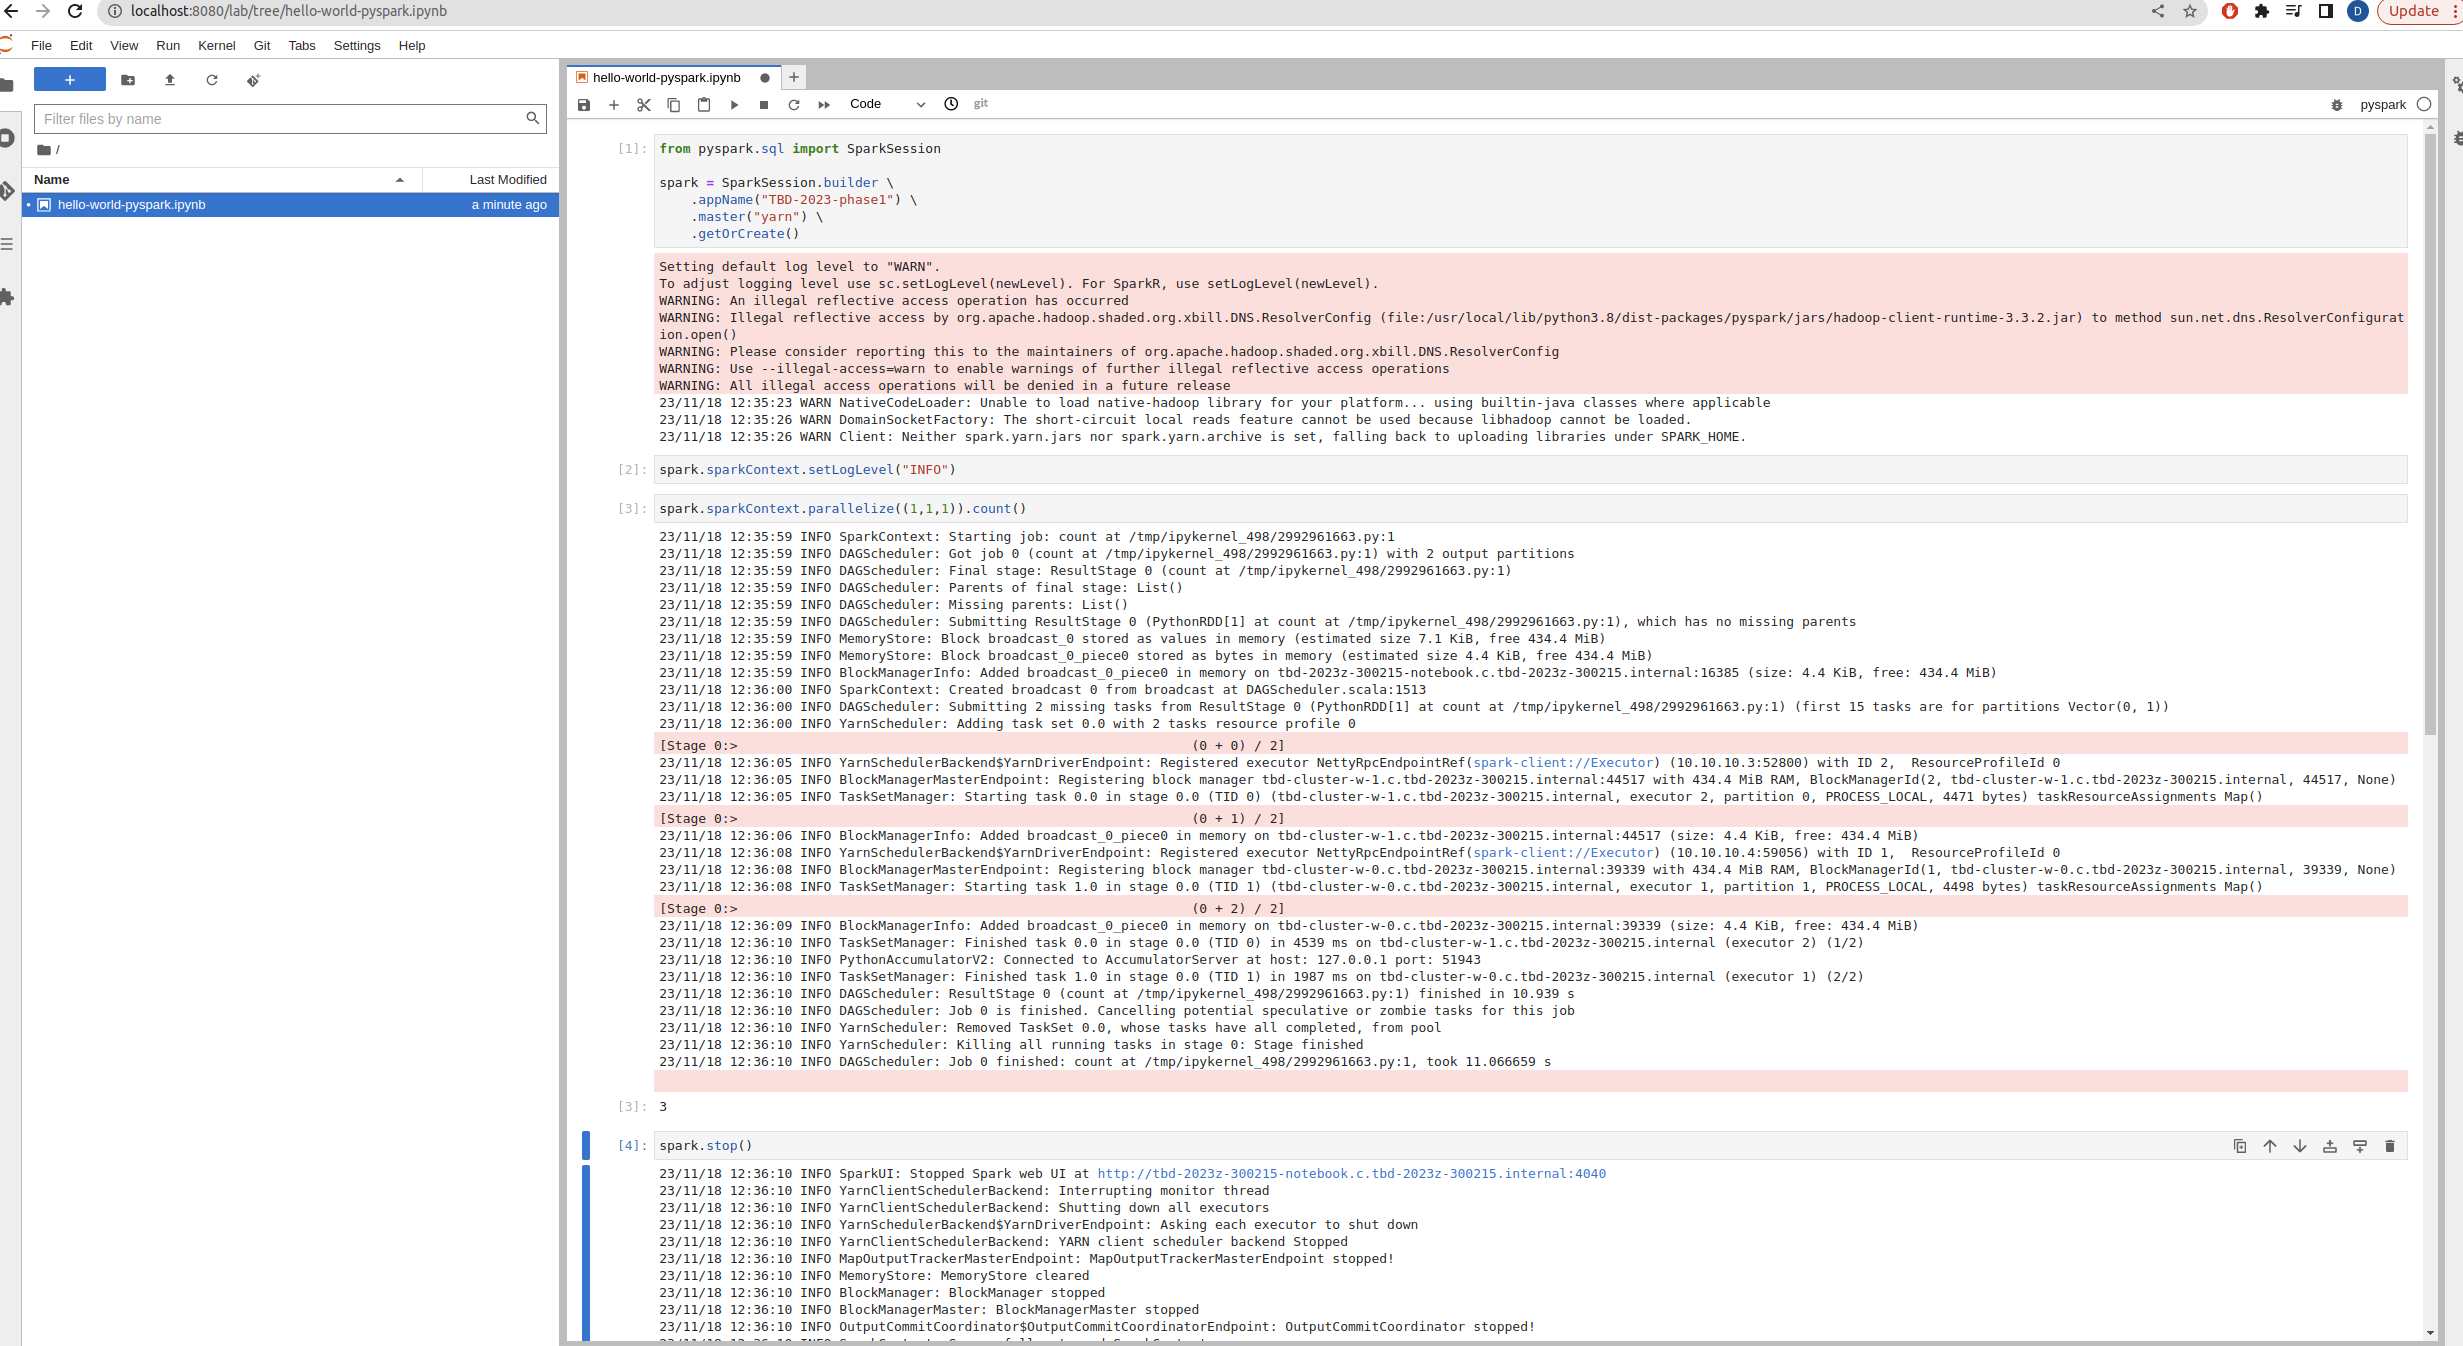 localhost:8080/lab/tree/hello-world-pyspark.ipynb
D
Update
File Edit View Run Kernel Git Tabs Settings Help
Filter files by name
/
Name Last Modified
hello-world-pyspark.ipynb a minute ago
hello-world-pyspark.ipynb
Code git pyspark
[1]: from pyspark.sql import SparkSession
spark = SparkSession.builder \
.appName("TBD-2023-phase1") \
.master("yarn") \
.getOrCreate()
Setting default log level to "WARN".
To adjust logging level use sc.setLogLevel(newLevel). For SparkR, use setLogLevel(newLevel).
WARNING: An illegal reflective access operation has occurred
WARNING: Illegal reflective access by org.apache.hadoop.shaded.org.xbill.DNS.ResolverConfig (file:/usr/local/lib/python3.8/dist-packages/pyspark/jars/hadoop-client-runtime-3.3.2.jar) to method sun.net.dns.ResolverConfigurat
ion.open()
WARNING: Please consider reporting this to the maintainers of org.apache.hadoop.shaded.org.xbill.DNS.ResolverConfig
WARNING: Use --illegal-access=warn to enable warnings of further illegal reflective access operations
WARNING: All illegal access operations will be denied in a future release
23/11/18 12:35:23 WARN NativeCodeLoader: Unable to load native-hadoop library for your platform... using builtin-java classes where applicable
23/11/18 12:35:26 WARN DomainSocketFactory: The short-circuit local reads feature cannot be used because libhadoop cannot be loaded.
23/11/18 12:35:26 WARN Client: Neither spark.yarn.jars nor spark.yarn.archive is set, falling back to uploading libraries under SPARK_HOME.
[2]: spark.sparkContext.setLogLevel("INFO")
[3]: spark.sparkContext.parallelize((1,1,1)).count()
23/11/18 12:35:59 INFO SparkContext: Starting job: count at /tmp/ipykernel_498/2992961663.py:1
23/11/18 12:35:59 INFO DAGScheduler: Got job 0 (count at /tmp/ipykernel_498/2992961663.py:1) with 2 output partitions
23/11/18 12:35:59 INFO DAGScheduler: Final stage: ResultStage 0 (count at /tmp/ipykernel_498/2992961663.py:1)
23/11/18 12:35:59 INFO DAGScheduler: Parents of final stage: List()
23/11/18 12:35:59 INFO DAGScheduler: Missing parents: List()
23/11/18 12:35:59 INFO DAGScheduler: Submitting ResultStage 0 (PythonRDD[1] at count at /tmp/ipykernel_498/2992961663.py:1), which has no missing parents
23/11/18 12:35:59 INFO MemoryStore: Block broadcast_0 stored as values in memory (estimated size 7.1 KiB, free 434.4 MiB)
23/11/18 12:35:59 INFO MemoryStore: Block broadcast_0_piece0 stored as bytes in memory (estimated size 4.4 KiB, free 434.4 MiB)
23/11/18 12:35:59 INFO BlockManagerInfo: Added broadcast_0_piece0 in memory on tbd-2023z-300215-notebook.c.tbd-2023z-300215.internal:16385 (size: 4.4 KiB, free: 434.4 MiB)
23/11/18 12:36:00 INFO SparkContext: Created broadcast 0 from broadcast at DAGScheduler.scala:1513
23/11/18 12:36:00 INFO DAGScheduler: Submitting 2 missing tasks from ResultStage 0 (PythonRDD[1] at count at /tmp/ipykernel_498/2992961663.py:1) (first 15 tasks are for partitions Vector(0, 1))
23/11/18 12:36:00 INFO YarnScheduler: Adding task set 0.0 with 2 tasks resource profile 0
[Stage 0:> (0 + 0) / 2]
23/11/18 12:36:05 INFO YarnSchedulerBackend$YarnDriverEndpoint: Registered executor NettyRpcEndpointRef(spark-client://Executor) (10.10.10.3:52800) with ID 2, ResourceProfileId 0
23/11/18 12:36:05 INFO BlockManagerMasterEndpoint: Registering block manager tbd-cluster-w-1.c.tbd-2023z-300215.internal:44517 with 434.4 MiB RAM, BlockManagerId(2, tbd-cluster-w-1.c.tbd-2023z-300215.internal, 44517, None)
23/11/18 12:36:05 INFO TaskSetManager: Starting task 0.0 in stage 0.0 (TID 0) (tbd-cluster-w-1.c.tbd-2023z-300215.internal, executor 2, partition 0, PROCESS_LOCAL, 4471 bytes) taskResourceAssignments Map()
[Stage 0:> (0 + 1) / 2]
23/11/18 12:36:06 INFO BlockManagerInfo: Added broadcast_0_piece0 in memory on tbd-cluster-w-1.c.tbd-2023z-300215.internal:44517 (size: 4.4 KiB, free: 434.4 MiB)
23/11/18 12:36:08 INFO YarnSchedulerBackend$YarnDriverEndpoint: Registered executor NettyRpcEndpointRef(spark-client://Executor) (10.10.10.4:59056) with ID 1, ResourceProfileId 0
23/11/18 12:36:08 INFO BlockManagerMasterEndpoint: Registering block manager tbd-cluster-w-0.c.tbd-2023z-300215.internal:39339 with 434.4 MiB RAM, BlockManagerId(1, tbd-cluster-w-0.c.tbd-2023z-300215.internal, 39339, None)
23/11/18 12:36:08 INFO TaskSetManager: Starting task 1.0 in stage 0.0 (TID 1) (tbd-cluster-w-0.c.tbd-2023z-300215.internal, executor 1, partition 1, PROCESS_LOCAL, 4498 bytes) taskResourceAssignments Map()
[Stage 0:> (0 + 2) / 2]
23/11/18 12:36:09 INFO BlockManagerInfo: Added broadcast_0_piece0 in memory on tbd-cluster-w-0.c.tbd-2023z-300215.internal:39339 (size: 4.4 KiB, free: 434.4 MiB)
23/11/18 12:36:10 INFO TaskSetManager: Finished task 0.0 in stage 0.0 (TID 0) in 4539 ms on tbd-cluster-w-1.c.tbd-2023z-300215.internal (executor 2) (1/2)
23/11/18 12:36:10 INFO PythonAccumulatorV2: Connected to AccumulatorServer at host: 127.0.0.1 port: 51943
23/11/18 12:36:10 INFO TaskSetManager: Finished task 1.0 in stage 0.0 (TID 1) in 1987 ms on tbd-cluster-w-0.c.tbd-2023z-300215.internal (executor 1) (2/2)
23/11/18 12:36:10 INFO DAGScheduler: ResultStage 0 (count at /tmp/ipykernel_498/2992961663.py:1) finished in 10.939 s
23/11/18 12:36:10 INFO DAGScheduler: Job 0 is finished. Cancelling potential speculative or zombie tasks for this job
23/11/18 12:36:10 INFO YarnScheduler: Removed TaskSet 0.0, whose tasks have all completed, from pool
23/11/18 12:36:10 INFO YarnScheduler: Killing all running tasks in stage 0: Stage finished
23/11/18 12:36:10 INFO DAGScheduler: Job 0 finished: count at /tmp/ipykernel_498/2992961663.py:1, took 11.066659 s
[3]: 3
[4]: spark.stop()
23/11/18 12:36:10 INFO SparkUI: Stopped Spark web UI at http://tbd-2023z-300215-notebook.c.tbd-2023z-300215.internal:4040
23/11/18 12:36:10 INFO YarnClientSchedulerBackend: Interrupting monitor thread
23/11/18 12:36:10 INFO YarnClientSchedulerBackend: Shutting down all executors
23/11/18 12:36:10 INFO YarnSchedulerBackend$YarnDriverEndpoint: Asking each executor to shut down
23/11/18 12:36:10 INFO YarnClientSchedulerBackend: YARN client scheduler backend Stopped
23/11/18 12:36:10 INFO MapOutputTrackerMasterEndpoint: MapOutputTrackerMasterEndpoint stopped!
23/11/18 12:36:10 INFO MemoryStore: MemoryStore cleared
23/11/18 12:36:10 INFO BlockManager: BlockManager stopped
23/11/18 12:36:10 INFO BlockManagerMaster: BlockManagerMaster stopped
23/11/18 12:36:10 INFO OutputCommitCoordinator$OutputCommitCoordinatorEndpoint: OutputCommitCoordinator stopped!